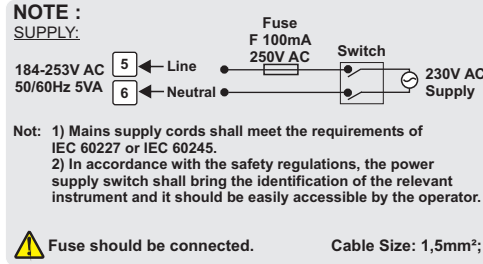 NOTE :
SUPPLY:
Fuse
F 100mA
250V AC
Switch
184-253V AC
50/60Hz 5VA
5
Line
6
Neutral
230V AC
Supply
Not: 1) Mains supply cords shall meet the requirements of
IEC 60227 or IEC 60245.
2) In accordance with the safety regulations, the power
supply switch shall bring the identification of the relevant
instrument and it should be easily accessible by the operator.
Fuse should be connected.
Cable Size: 1,5mm²;